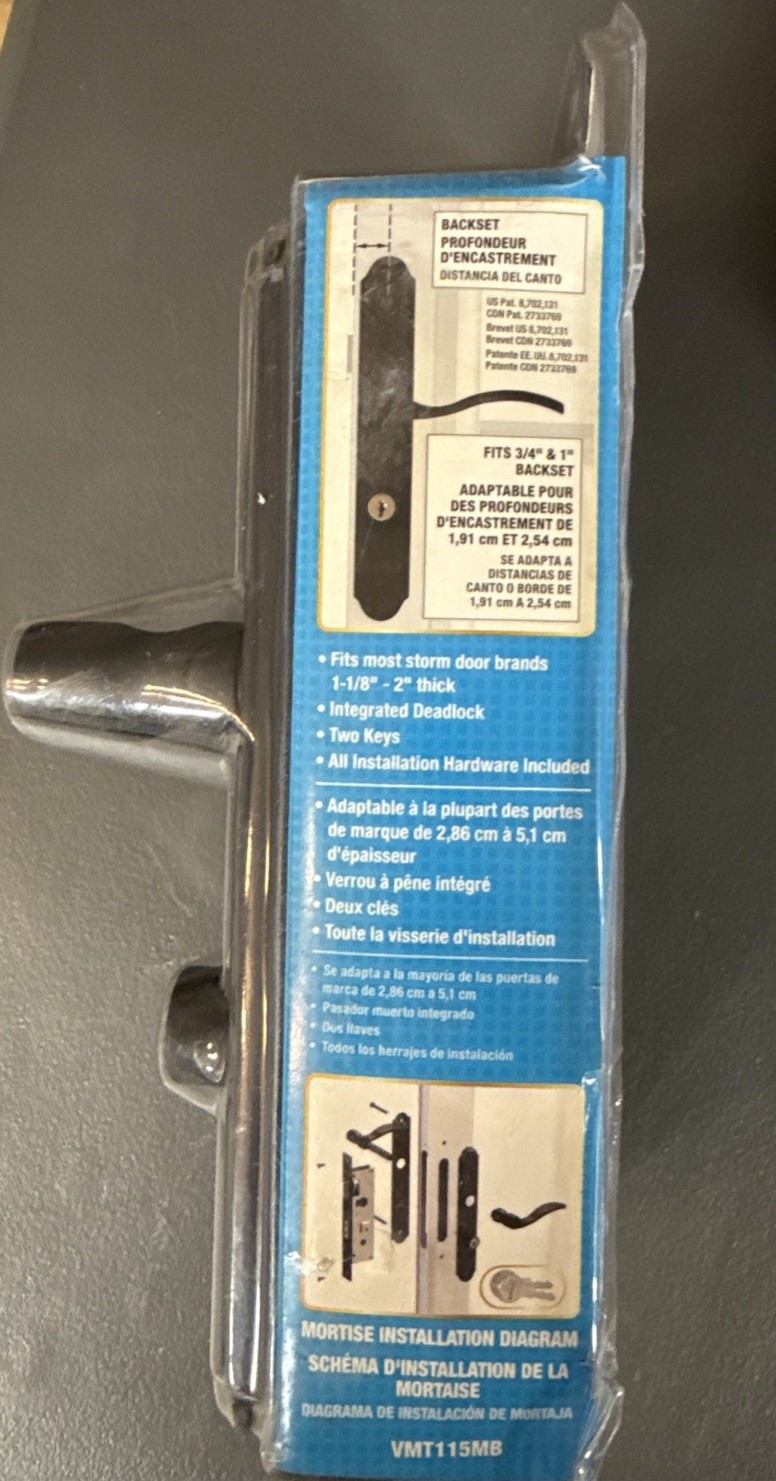 BACKSET
PROFONDEUR
D'ENCASTREMENT
DISTANCIA DEL CANTO
US Pat. 8,702,131
CDN Pat. 2733769
Brevet US 8,702,131
Brevet CDN 2733769
Patente EE.UU. 8,702,131
Patente CDN 2733769
FITS 3/4" & 1"
BACKSET
ADAPTABLE POUR
DES PROFONDEURS
D'ENCASTREMENT DE
1,91 cm ET 2,54 cm
SE ADAPTA A
DISTANCIAS DE
CANTO O BORDE DE
1,91 cm A 2,54 cm
• Fits most storm door brands
1-1/8" - 2" thick
• Integrated Deadlock
• Two Keys
• All Installation Hardware Included
• Adaptable à la plupart des portes
de marque de 2,86 cm à 5,1 cm
d'épaisseur
• Verrou à pêne intégré
• Deux clés
• Toute la visserie d'installation
• Se adapta a la mayoría de las puertas de
marca de 2,86 cm a 5,1 cm
• Pasador muerto integrado
• Dos llaves
• Todos los herrajes de instalación
MORTISE INSTALLATION DIAGRAM
SCHÉMA D'INSTALLATION DE LA
MORTAISE
DIAGRAMA DE INSTALACIÓN DE MORTAJA
VMT115MB